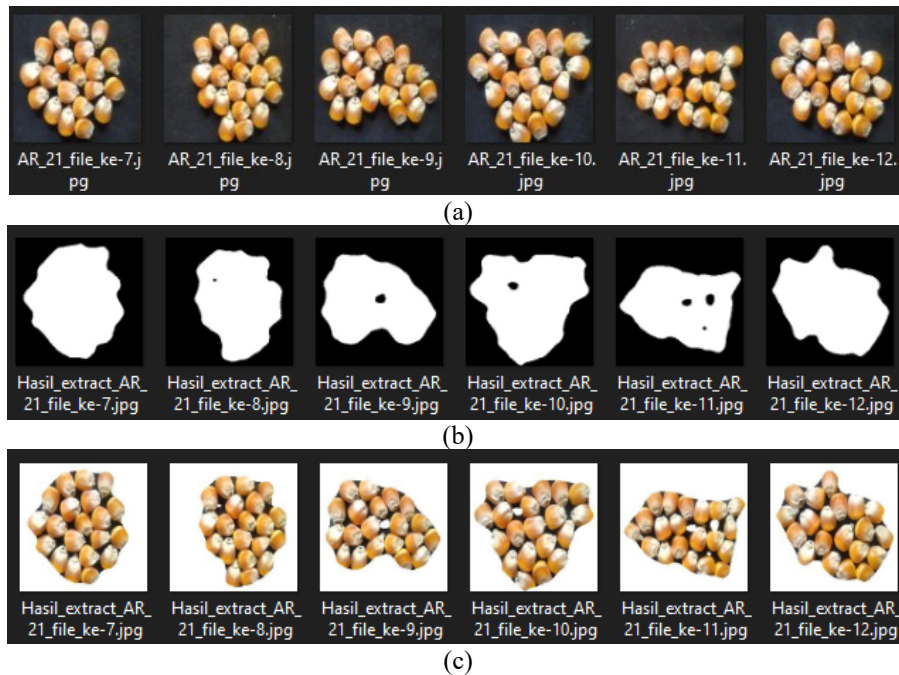 AR_21_file_ke-7.j
pg
AR_21_file_ke-8.j
pg
AR_21_file_ke-9.j
pg
AR_21_file_ke-10.
jpg
AR_21_file_ke-11.
jpg
AR_21_file_ke-12.
jpg
(a)
Hasil_extract_AR_
21_file_ke-7.jpg
Hasil_extract_AR_
21_file_ke-8.jpg
Hasil_extract_AR_
21_file_ke-9.jpg
Hasil_extract_AR_
21_file_ke-10.jpg
Hasil_extract_AR_
21_file_ke-11.jpg
Hasil_extract_AR_
21_file_ke-12.jpg
(b)
Hasil_extract_AR_
21_file_ke-7.jpg
Hasil_extract_AR_
21_file_ke-8.jpg
Hasil_extract_AR_
21_file_ke-9.jpg
Hasil_extract_AR_
21_file_ke-10.jpg
Hasil_extract_AR_
21_file_ke-11.jpg
Hasil_extract_AR_
21_file_ke-12.jpg
(c)